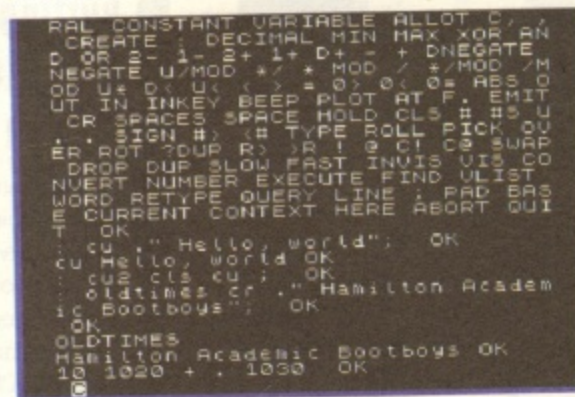 RAL CONSTANT VARIABLE ALLOT C, ,
CREATE : DECIMAL MIN MAX XOR AN
D OR 2- 1- 2+ 1+ D+ - + DNEGATE
NEGATE U/MOD */ * MOD / */MOD /M
OD U* D< U< < > = 0> 0< 0= ABS O
UT IN INKEY BEEP PLOT AT F. EMIT
CR SPACES SPACE HOLD CLS # #S U
. . SIGN #> <# TYPE ROLL PICK OV
ER ROT ?DUP R> >R ! @ C! C@ SWAP
DROP DUP SLOW FAST INVIS VIS CO
NVERT NUMBER EXECUTE FIND VLIST
WORD RETYPE QUERY LINE ; PAD BAS
E CURRENT CONTEXT HERE ABORT QUI
T OK
: cu ." Hello, world"; OK
cu Hello, world OK
: cu2 cls cu ; OK
: oldtimes cr ." Hamilton Academ
ic Bootboys"; OK
OK
OLDTIMES
Hamilton Academic Bootboys OK
10 1020 + . 1030 OK
C